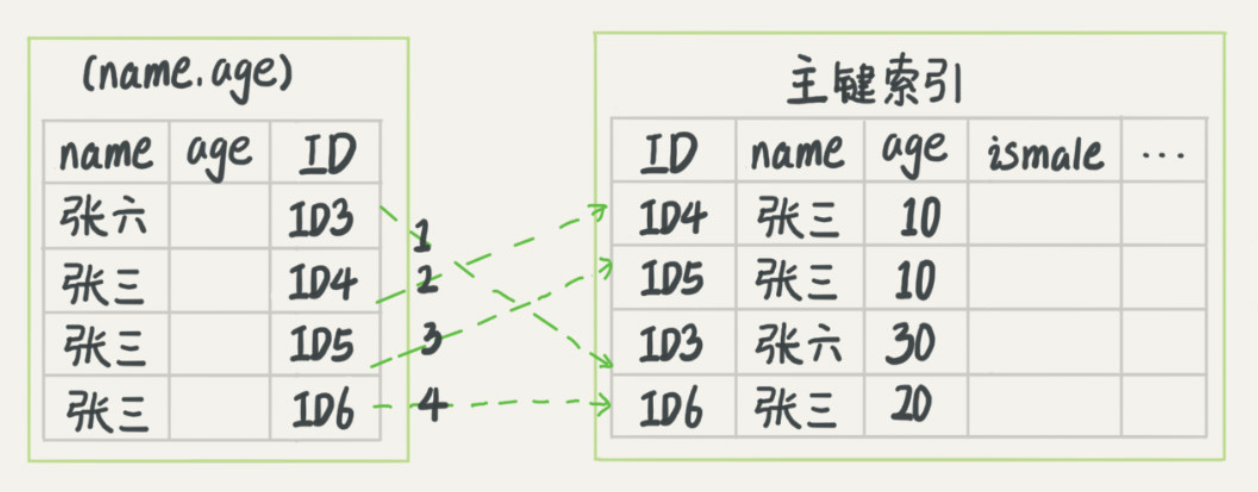 (name.age)
name age ID
张六 ID3
张三 ID4
张三 ID5
张三 ID6
1
2
3
4
主键索引
ID name age ismale ...
ID4 张三 10
ID5 张三 10
ID3 张六 30
ID6 张三 20